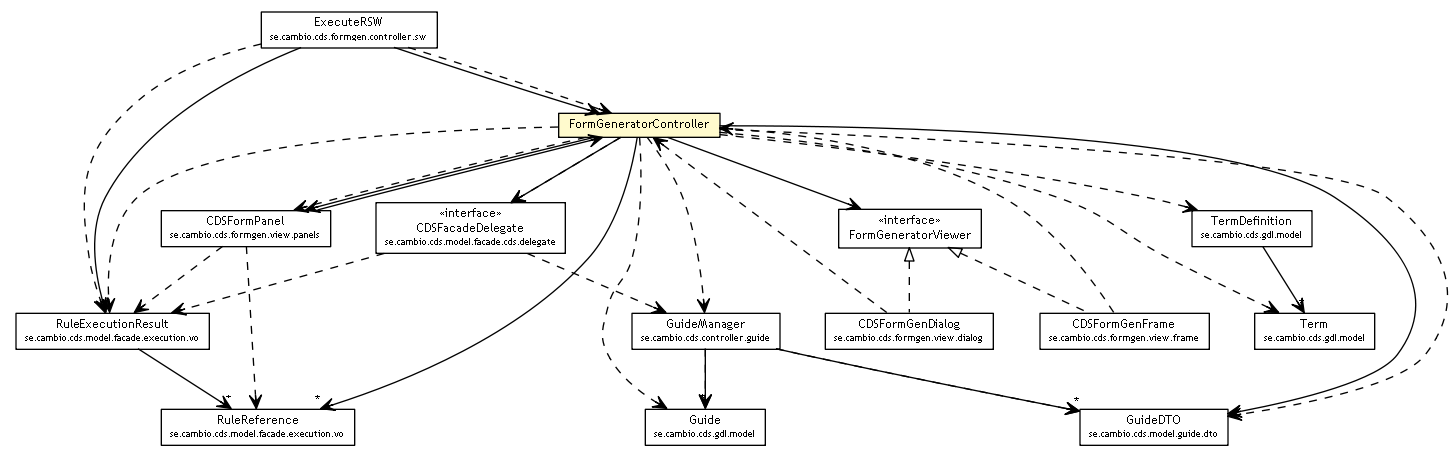 ExecuteRSW
se.cambio.cds.formgen.controller.sw
FormGeneratorController
CDSFormPanel
se.cambio.cds.formgen.view.panels
«interface»
CDSFacadeDelegate
se.cambio.cds.model.facade.cds.delegate
«interface»
FormGeneratorViewer
TermDefinition
se.cambio.cds.gdl.model
RuleExecutionResult
se.cambio.cds.model.facade.execution.vo
GuideManager
se.cambio.cds.controller.guide
CDSFormGenDialog
se.cambio.cds.formgen.view.dialog
CDSFormGenFrame
se.cambio.cds.formgen.view.frame
*
Term
se.cambio.cds.gdl.model
*
*
*
*
RuleReference
se.cambio.cds.model.facade.execution.vo
Guide
se.cambio.cds.gdl.model
GuideDTO
se.cambio.cds.model.guide.dto